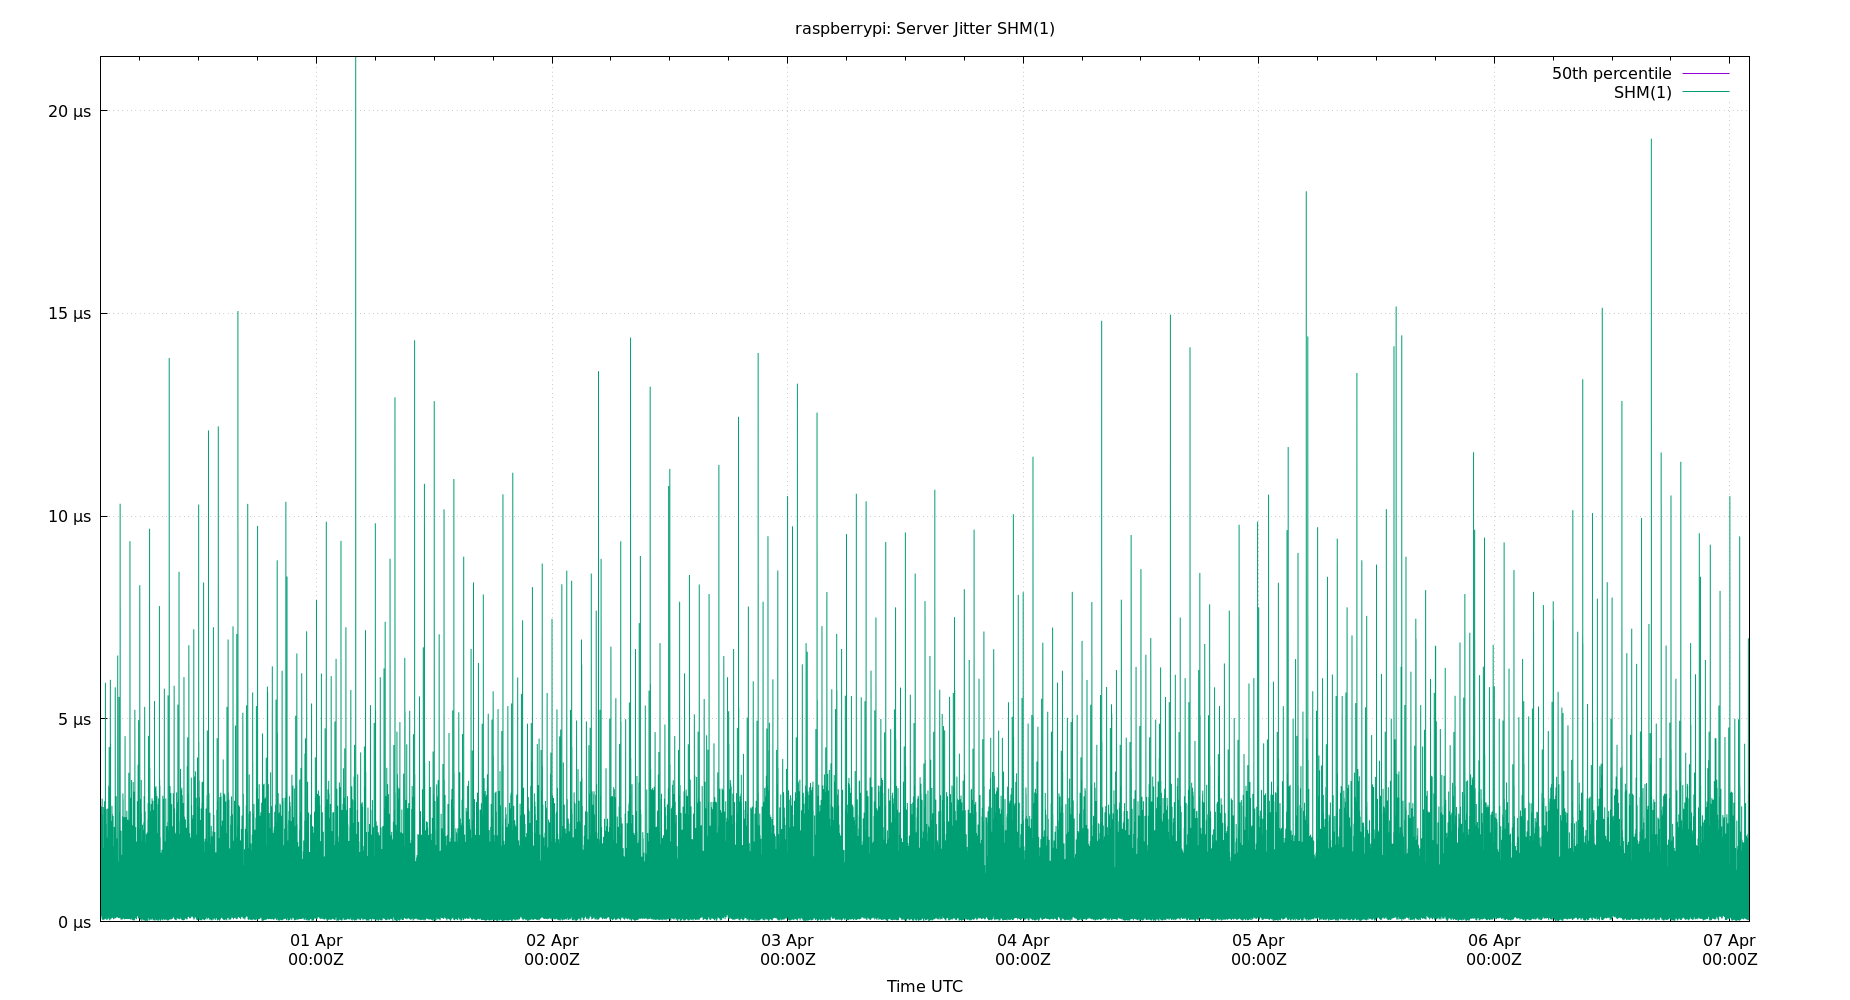 raspberrypi: Server Jitter SHM(1)
50th percentile
SHM(1)
20 µs
15 µs
10 µs
5 µs
0 µs
01 Apr 02 Apr 03 Apr 04 Apr 05 Apr 06 Apr 07 Apr
00:00Z 00:00Z 00:00Z 00:00Z 00:00Z 00:00Z 00:00Z
Time UTC